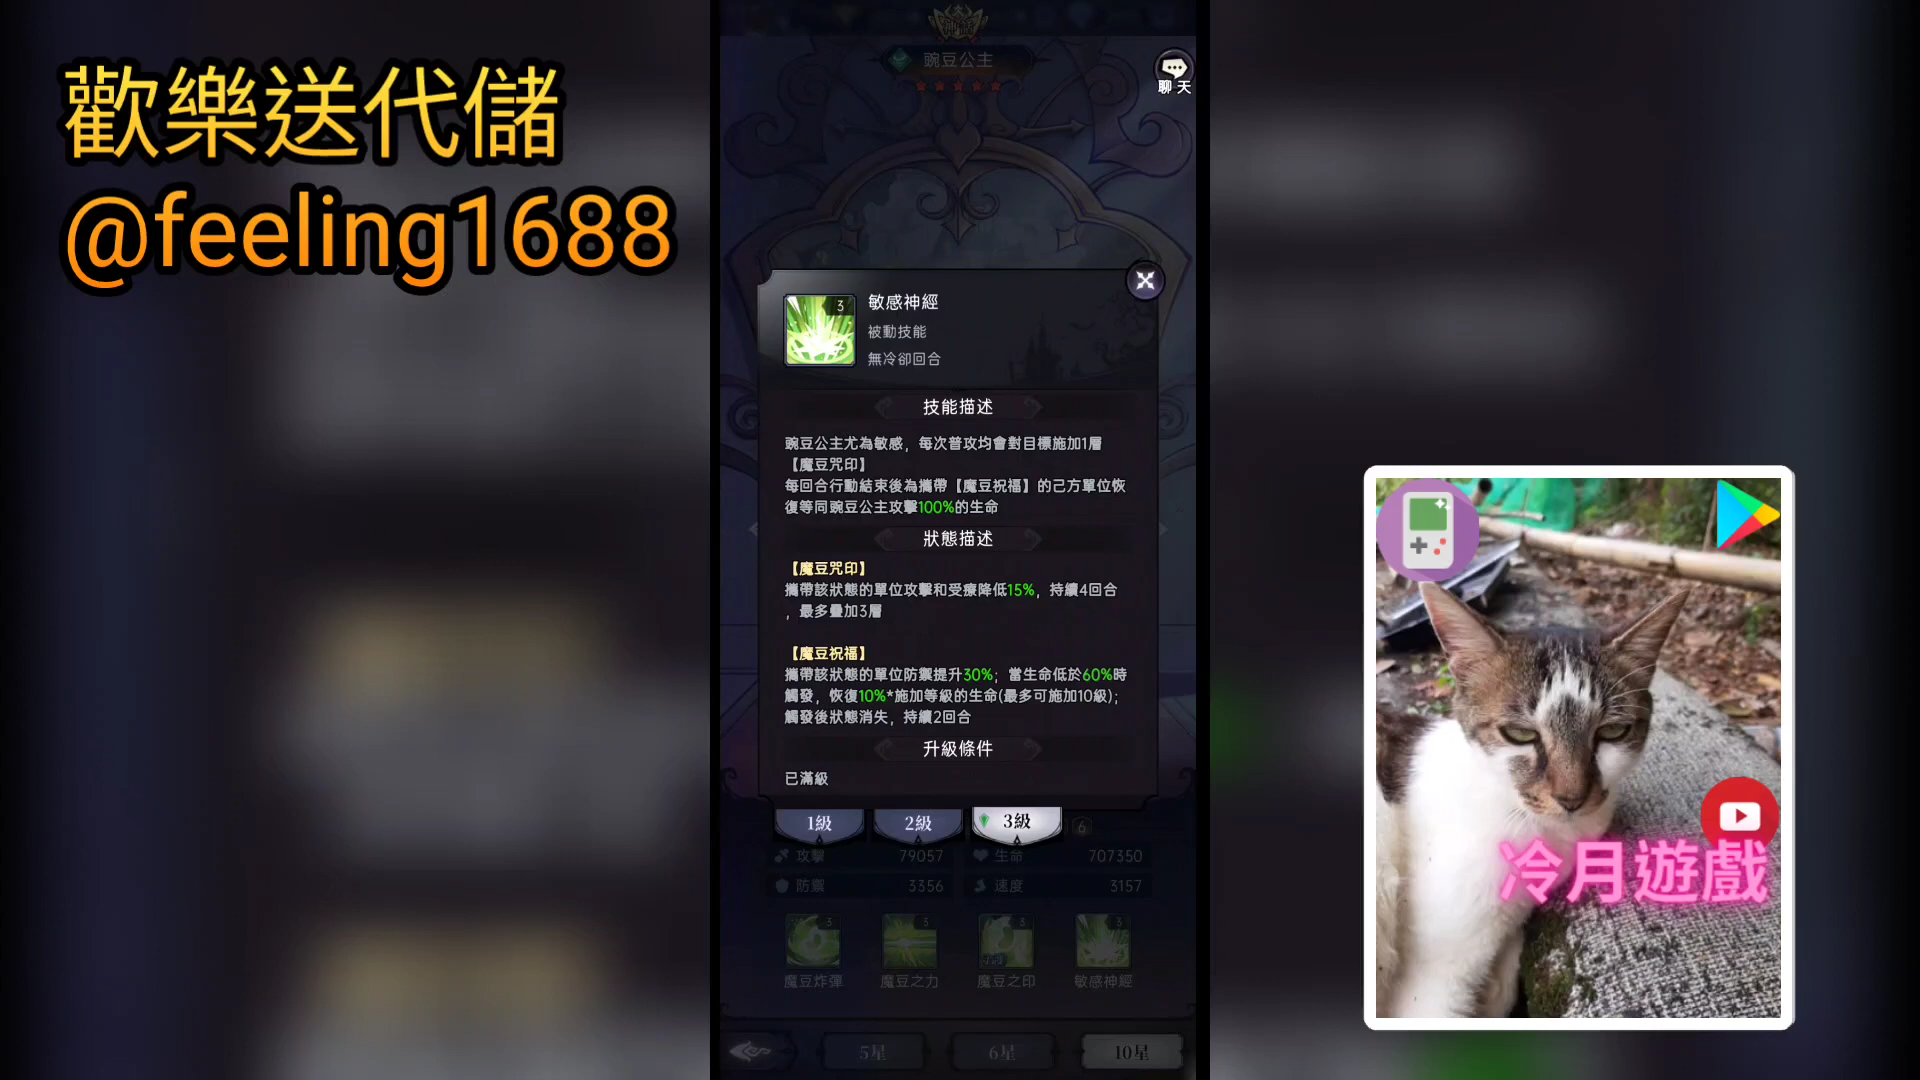 歡樂送代儲
@feeling1688
豌豆公主
聊天
3
敏感神經
被動技能
無冷卻回合
技能描述
豌豆公主尤為敏感，每次普攻均會對目標施加1層
【魔豆咒印】
每回合行動結束後為攜帶【魔豆祝福】的己方單位恢
復等同豌豆公主攻擊100%的生命
狀態描述
【魔豆咒印】
攜帶該狀態的單位攻擊和受療降低15%，持續4回合
，最多疊加3層
【魔豆祝福】
攜帶該狀態的單位防禦提升30%；當生命低於60%時
觸發，恢復10%*施加等級的生命(最多可施加10級)；
觸發後狀態消失，持續2回合
升級條件
已滿級
1級 2級 3級 6
攻擊 79057 生命 707350
防禦 3356 速度 3157
3 3 3 3
魔豆炸彈 魔豆之力 魔豆之印 敏感神經
5星 6星 10星
冷月遊戲